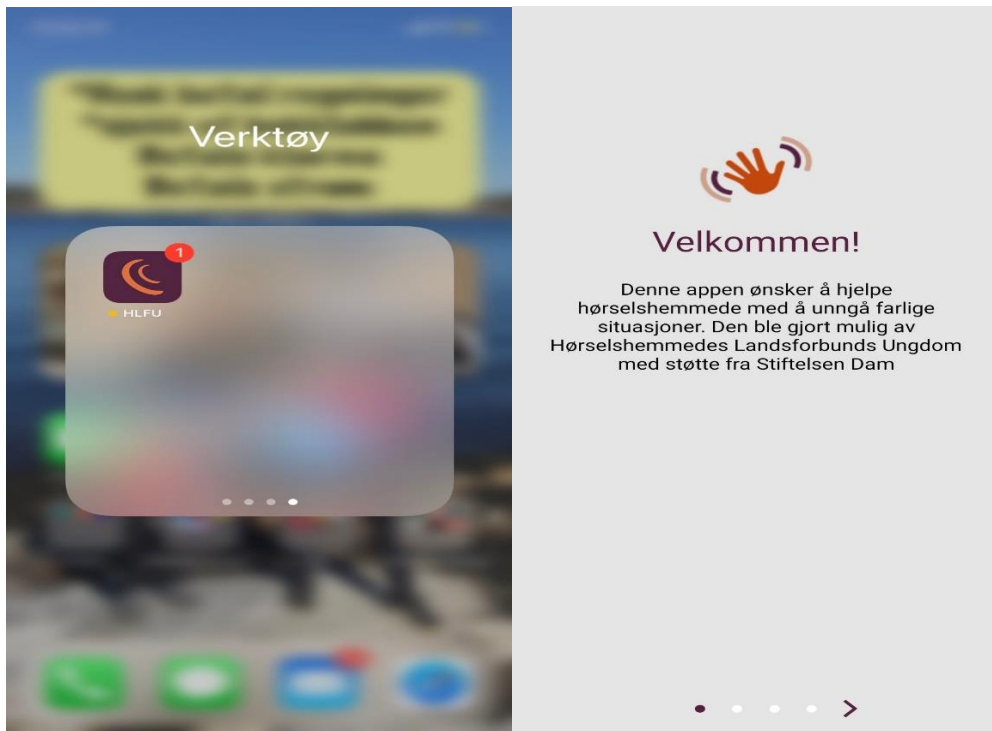 Verktøy
1
HLFU
Velkommen!
Denne appen ønsker å hjelpe
hørselshemmede med å unngå farlige
situasjoner. Den ble gjort mulig av
Hørselshemmedes Landsforbunds Ungdom
med støtte fra Stiftelsen Dam